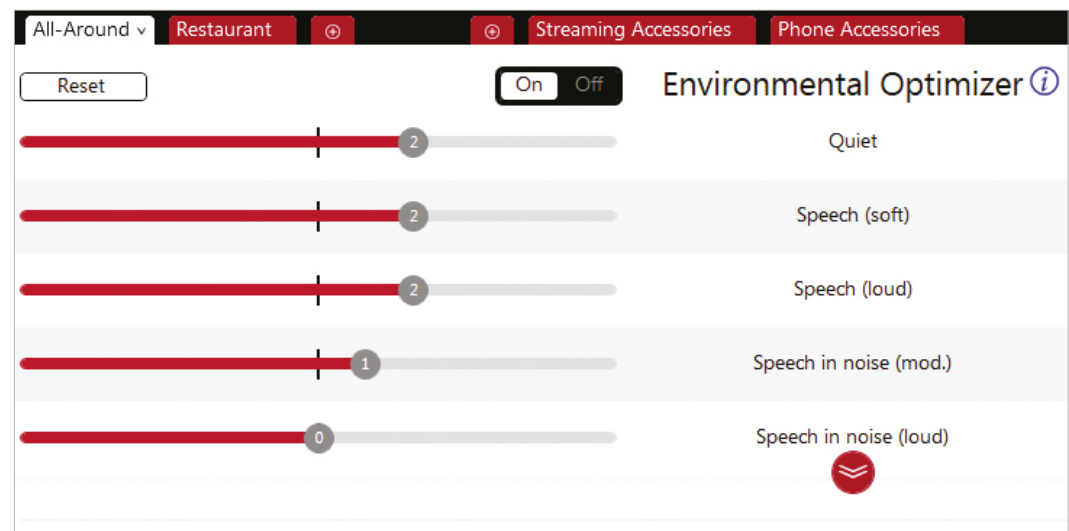 All-Around Restaurant Streaming Accessories Phone Accessories
Reset On Off Environmental Optimizer i
2 Quiet
2 Speech (soft)
2 Speech (loud)
1 Speech in noise (mod.)
0 Speech in noise (loud)